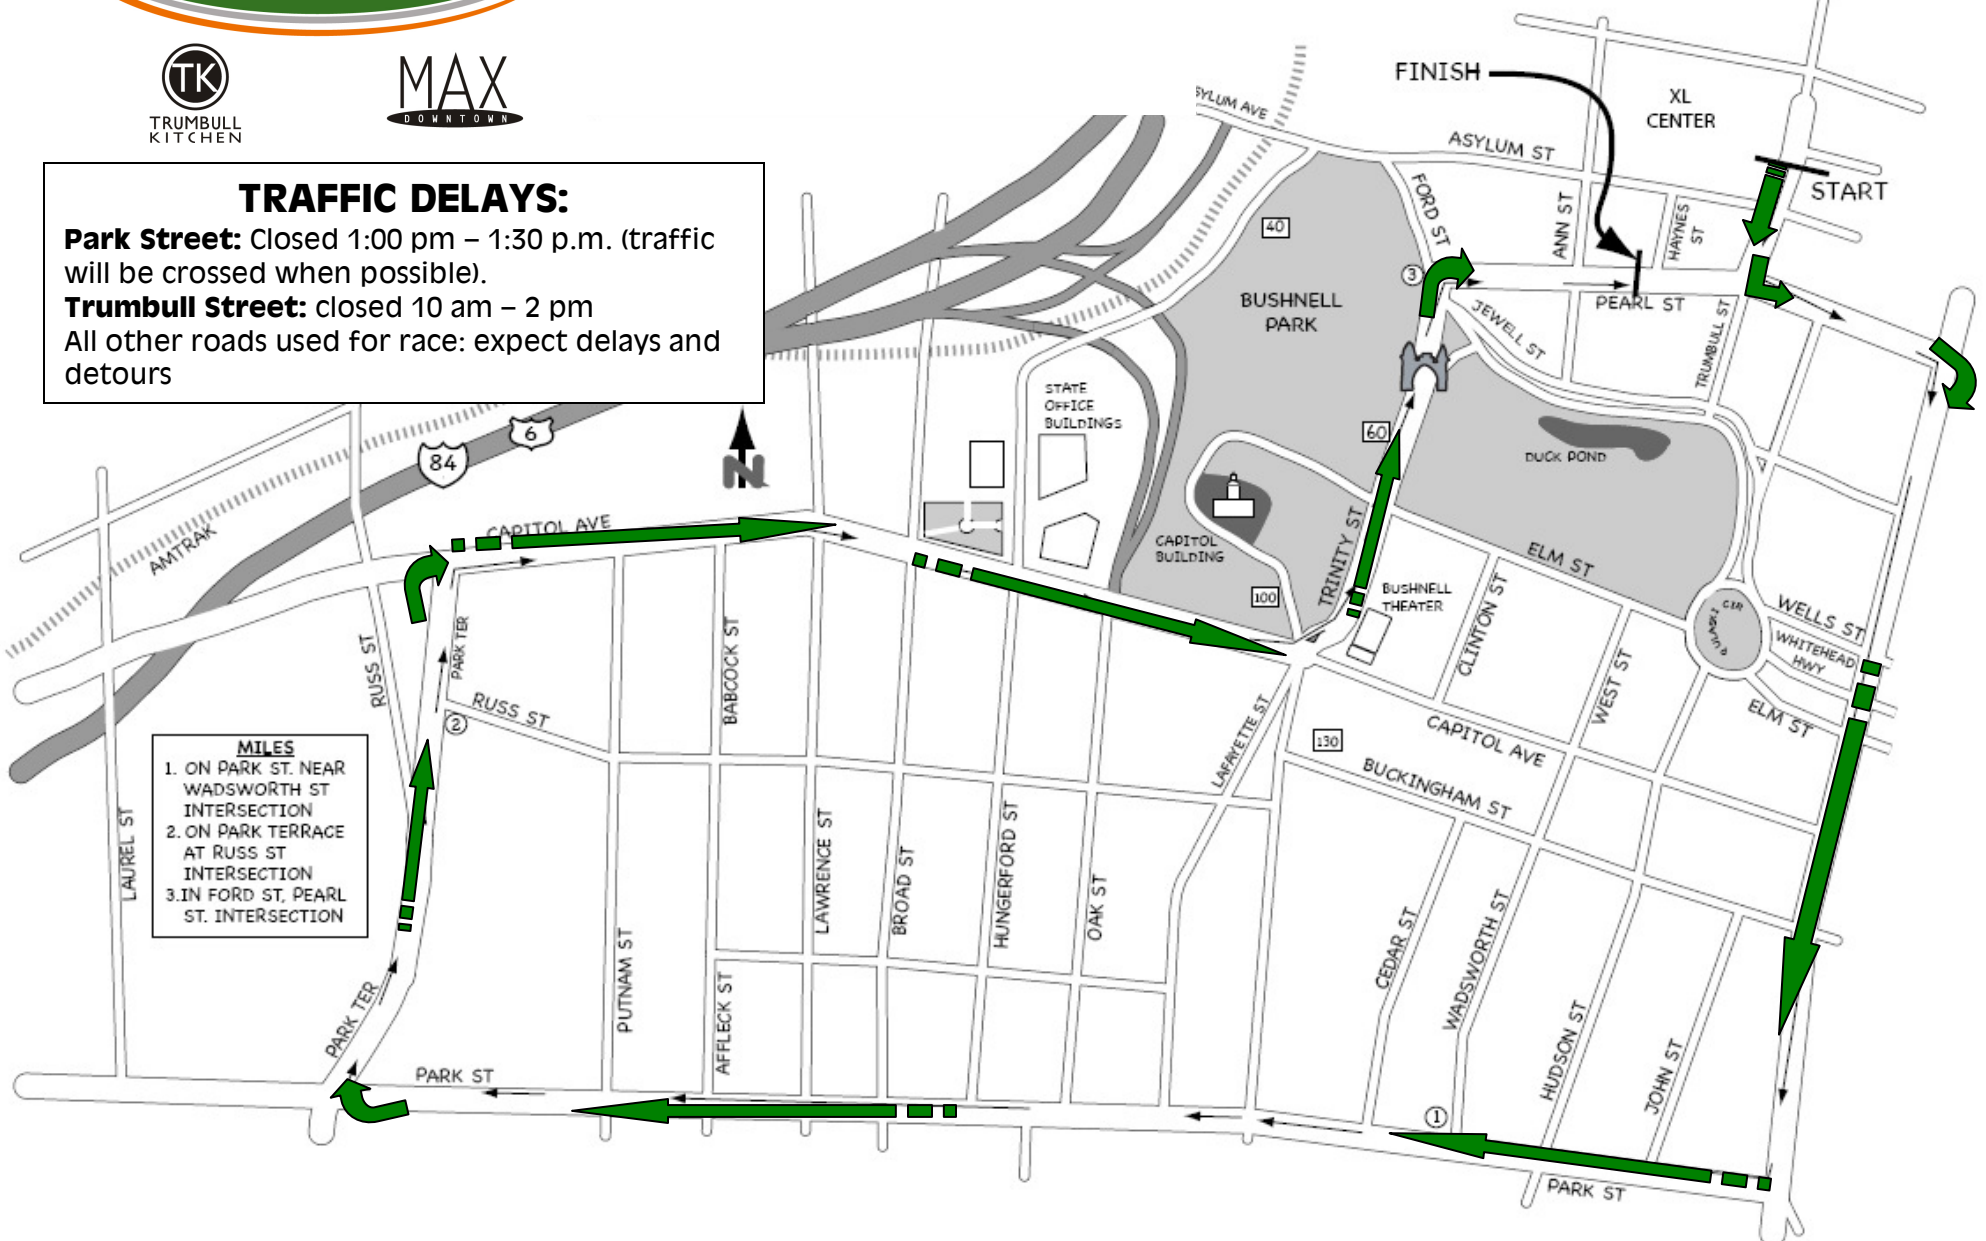 TK
TRUMBULL
KITCHEN
MAX
DOWNTOWN
TRAFFIC DELAYS:
Park Street: Closed 1:00 pm – 1:30 p.m. (traffic
will be crossed when possible).
Trumbull Street: closed 10 am – 2 pm
All other roads used for race: expect delays and
detours
FINISH
XL
CENTER
START
SYLUM AVE
ASYLUM ST
FORD ST
ANN ST
HAYNES
ST
40
3
BUSHNELL
PARK
PEARL ST
JEWELL ST
TRUMBULL ST
STATE
OFFICE
BUILDINGS
60
DUCK POND
6
84
N
AMTRAK
CAPITOL AVE
CAPITOL
BUILDING
100
TRINITY ST
BUSHNELL
THEATER
ELM ST
CLINTON ST
WEST ST
PULASKI CIR
WELLS ST
WHITEHEAD
HWY
ELM ST
RUSS ST
PARK TER
RUSS ST
2
BABCOCK ST
LAFAYETTE ST
130
CAPITOL AVE
BUCKINGHAM ST
MILES
1. ON PARK ST. NEAR
WADSWORTH ST
INTERSECTION
2. ON PARK TERRACE
AT RUSS ST
INTERSECTION
3.IN FORD ST, PEARL
ST. INTERSECTION
LAUREL ST
LAWRENCE ST
BROAD ST
HUNGERFORD ST
OAK ST
CEDAR ST
WADSWORTH ST
HUDSON ST
JOHN ST
PUTNAM ST
AFFLECK ST
PARK TER
PARK ST
1
PARK ST